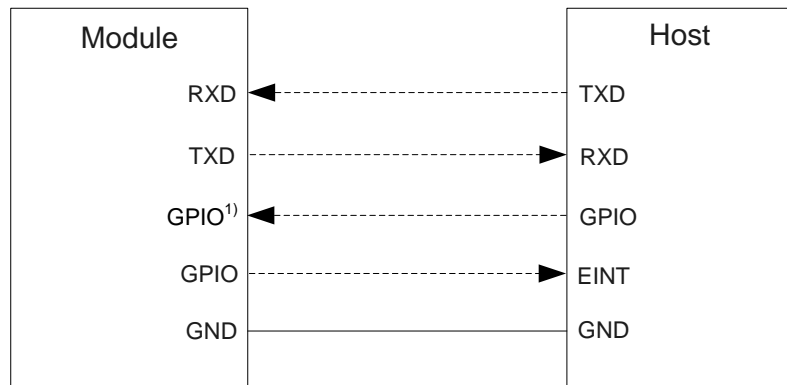 Module Host
RXD TXD
TXD RXD
GPIO1) GPIO
GPIO EINT
GND GND